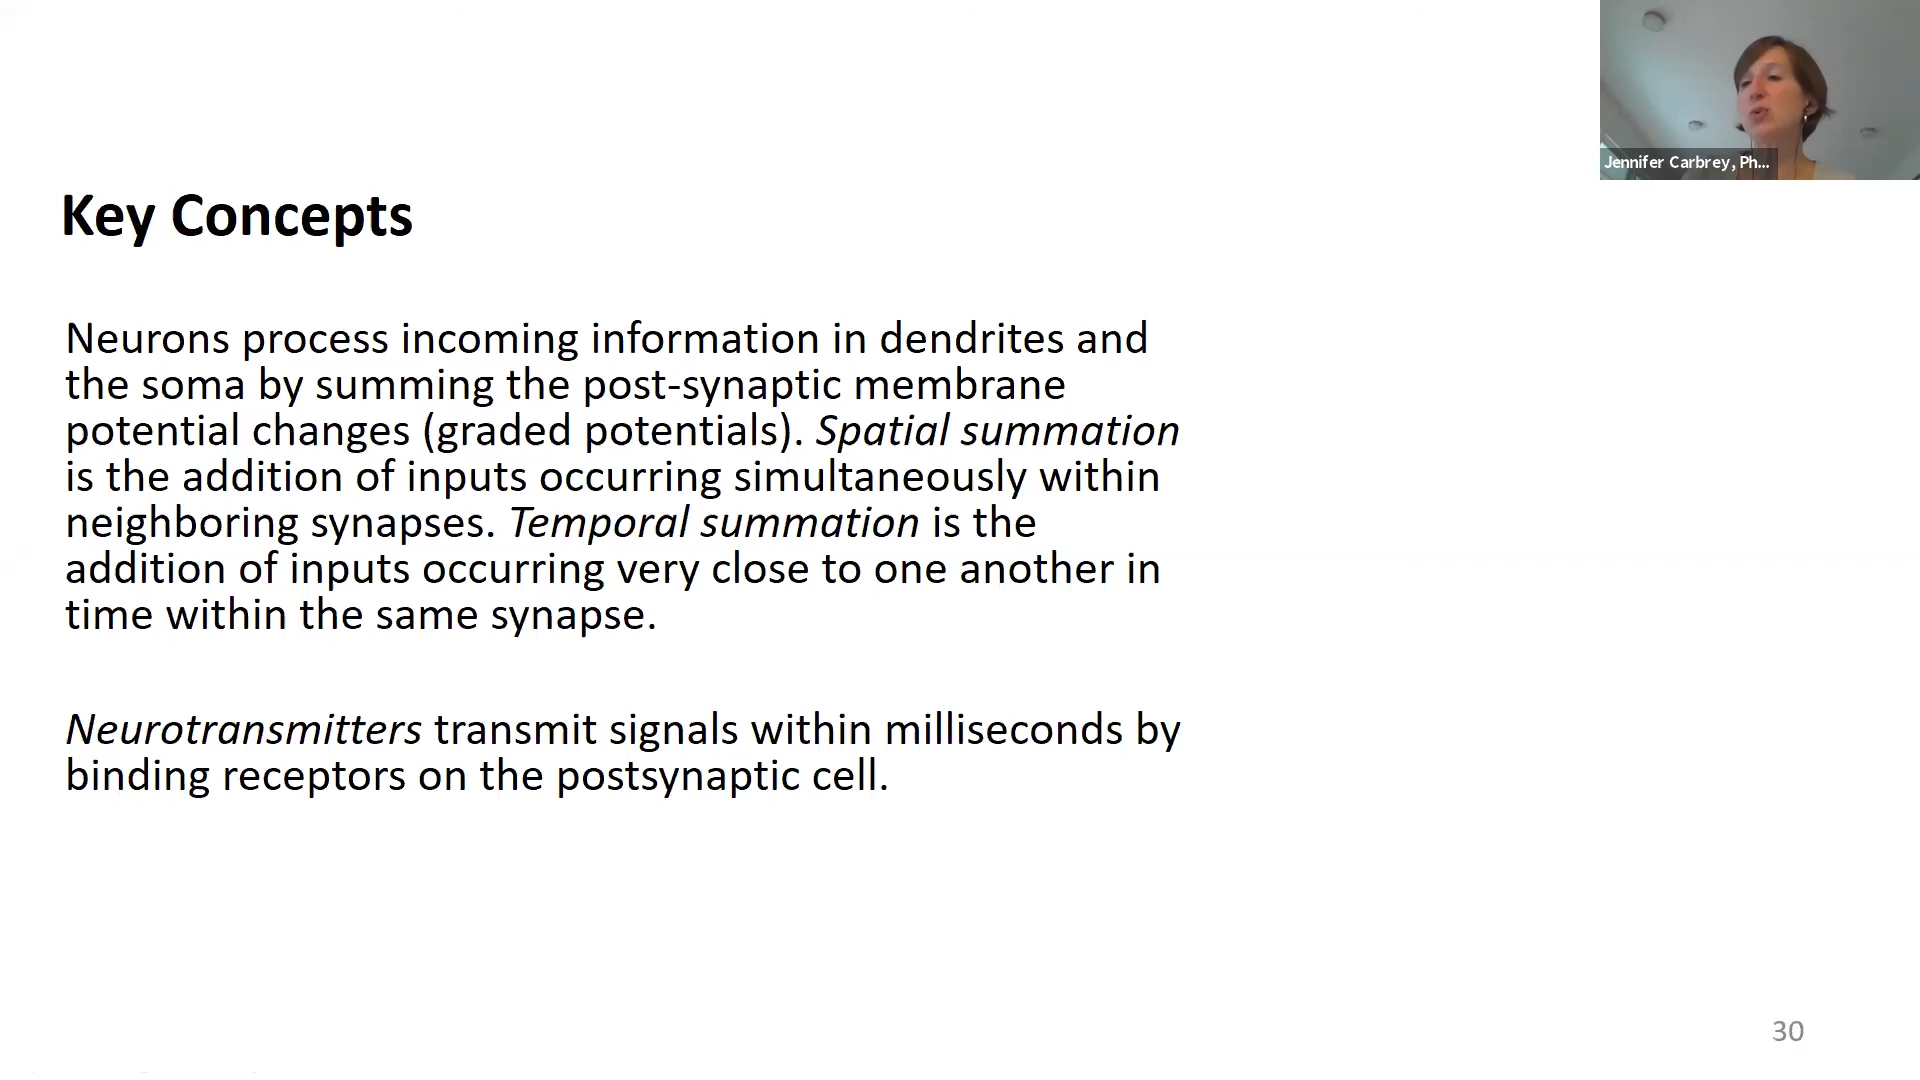 Jennifer Carbrey, Ph...
Key Concepts
Neurons process incoming information in dendrites and
the soma by summing the post-synaptic membrane
potential changes (graded potentials). Spatial summation
is the addition of inputs occurring simultaneously within
neighboring synapses. Temporal summation is the
addition of inputs occurring very close to one another in
time within the same synapse.
Neurotransmitters transmit signals within milliseconds by
binding receptors on the postsynaptic cell.
30